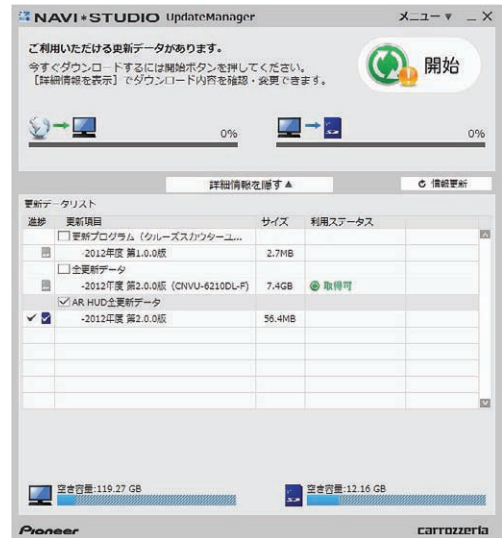 NAVI*STUDIO UpdateManager
メニュー ▼ _ X
ご利用いただける更新データがあります。
今すぐダウンロードするには開始ボタンを押してください。
[詳細情報を表示]でダウンロード内容を確認・変更できます。
開始
0%
0%
詳細情報を隠す▲
情報更新
更新データリスト
進捗 更新項目 サイズ 利用ステータス
更新プログラム（クルーズスカウターユ...
-2012年度 第1.0.0版 2.7MB
全更新データ
-2012年度 第2.0.0版（CNVU-6210DL-F） 7.4GB 取得可
AR HUD全更新データ
-2012年度 第2.0.0版 56.4MB
空き容量:119.27 GB
空き容量:12.16 GB
Pioneer
carrozzeria